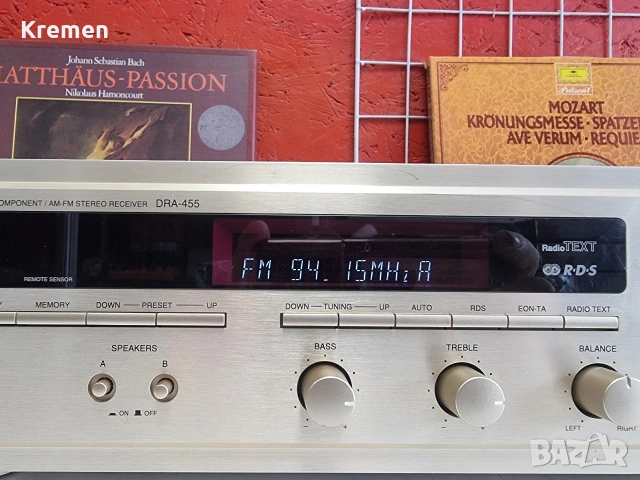 Kremen
Johann Sebastian Bach
MATTHÄUS-PASSION
Nikolaus Harnoncourt
Präsent
MOZART
KRÖNUNGSMESSE · SPATZE
AVE VERUM · REQUIE
COMPONENT / AM-FM STEREO RECEIVER DRA-455
FM 94.15MHz A
RadioTEXT
R·D·S
REMOTE SENSOR
MEMORY DOWN — PRESET — UP DOWN — TUNING — UP AUTO RDS EON-TA RADIO TEXT
SPEAKERS BASS TREBLE BALANCE
A B
ON OFF
LEFT RIGHT
BAZAR